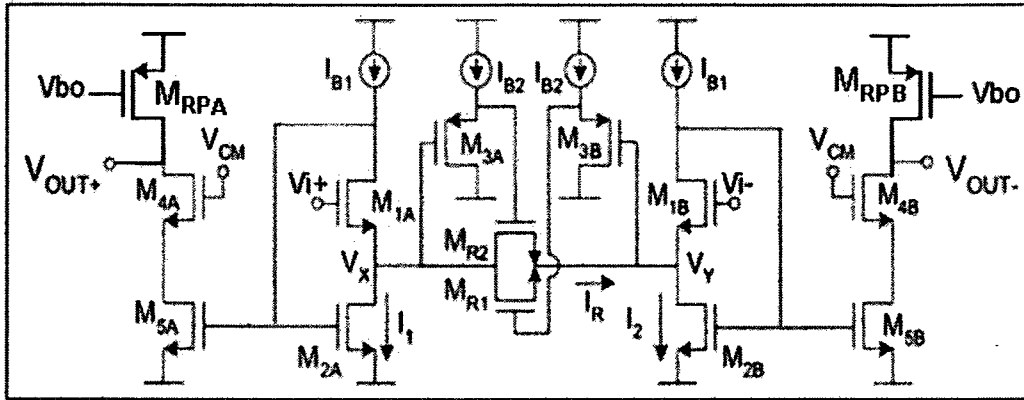 I_B1 I_B2 I_B2 I_B1
Vbo M_RPA M_RPB Vbo
V_CM M_3A M_3B V_CM
V_OUT+ M_4A Vi+ M_1A M_1B Vi- M_4B V_OUT-
M_R2
V_X V_Y
M_R1 I_R
M_5A I_1 I_2 M_5B
M_2A M_2B